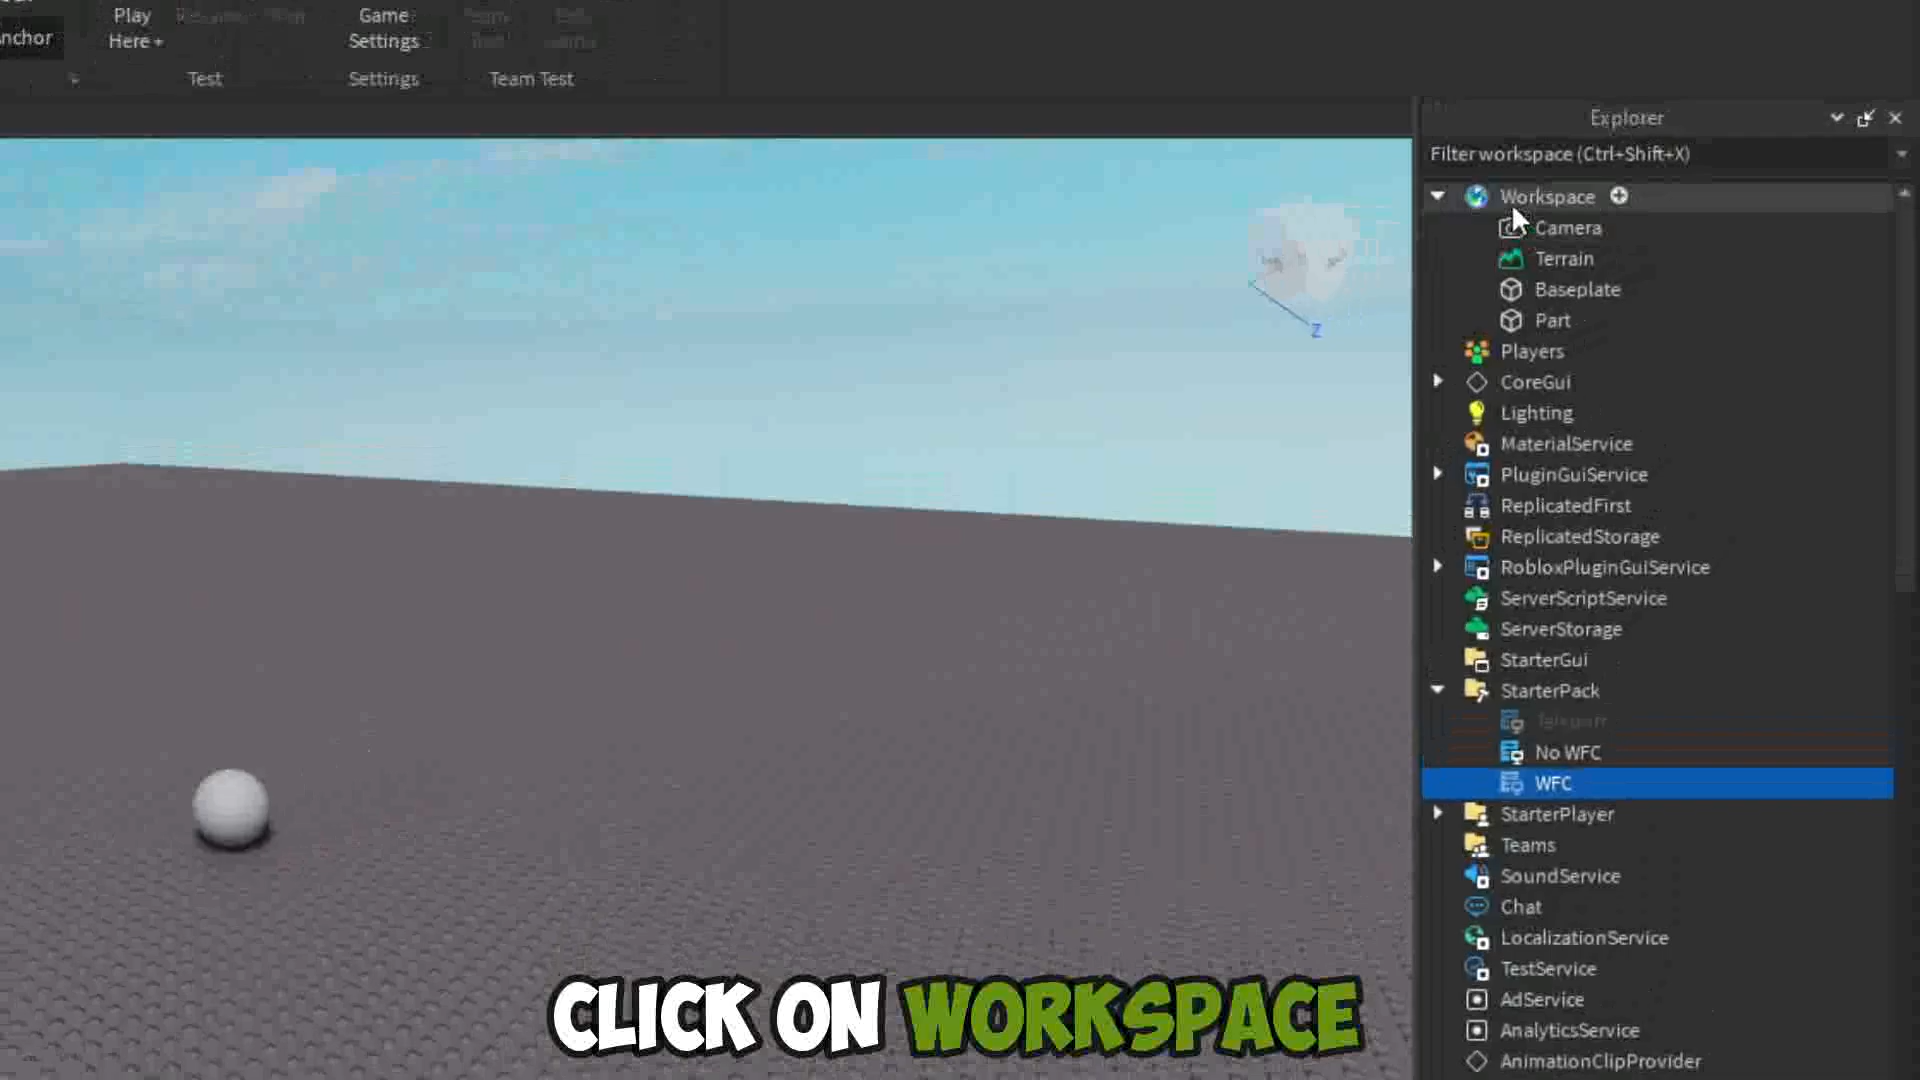 Play
Here+
nchor
Game
Settings
Test
Settings
Team Test
Explorer
Filter workspace (Ctrl+Shift+X)
Workspace
Camera
Terrain
Baseplate
Part
Players
CoreGui
Lighting
MaterialService
PluginGuiService
ReplicatedFirst
ReplicatedStorage
RobloxPluginGuiService
ServerScriptService
ServerStorage
StarterGui
StarterPack
No WFC
WFC
StarterPlayer
Teams
SoundService
Chat
LocalizationService
TestService
AdService
AnalyticsService
AnimationClipProvider
Z
CLICK ON WORKSPACE